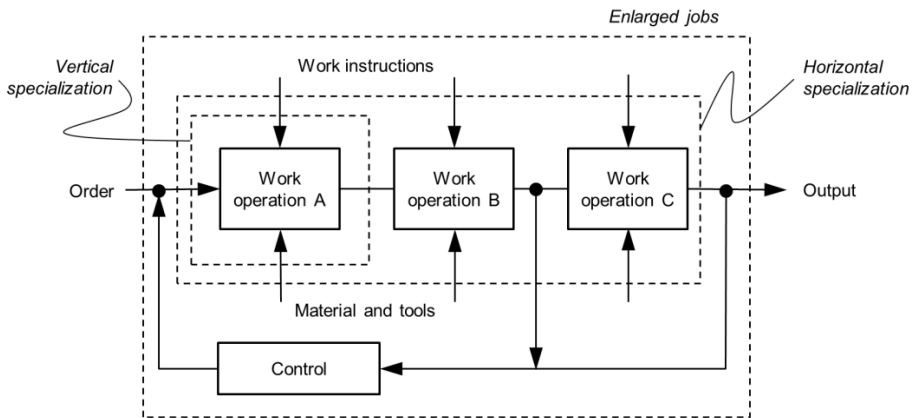 Enlarged jobs
Vertical
specialization
Work instructions
Horizontal
specialization
Order
Work
operation A
Work
operation B
Work
operation C
Output
Material and tools
Control